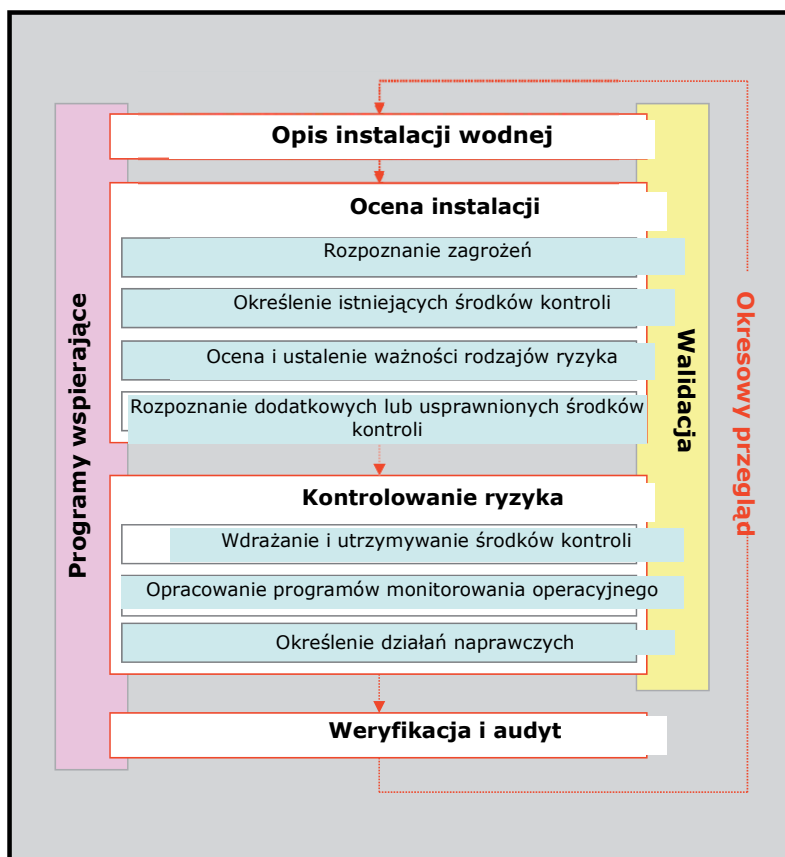 Opis instalacji wodnej
Ocena instalacji
Rozpoznanie zagrożeń
Określenie istniejących środków kontroli
Ocena i ustalenie ważności rodzajów ryzyka
Rozpoznanie dodatkowych lub usprawnionych środków
kontroli
Kontrolowanie ryzyka
Wdrażanie i utrzymywanie środków kontroli
Opracowanie programów monitorowania operacyjnego
Określenie działań naprawczych
Weryfikacja i audyt
Programy wspierające
Walidacja
Okresowy przegląd